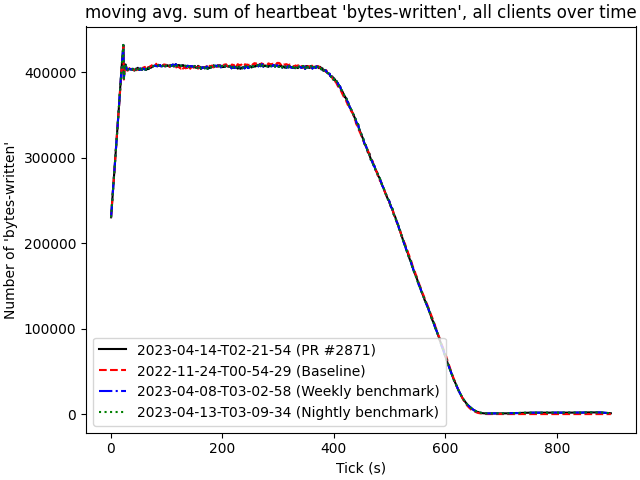 moving avg. sum of heartbeat 'bytes-written', all clients over time
Number of 'bytes-written'
400000
300000
200000
100000
0
2023-04-14-T02-21-54 (PR #2871)
2022-11-24-T00-54-29 (Baseline)
2023-04-08-T03-02-58 (Weekly benchmark)
2023-04-13-T03-09-34 (Nightly benchmark)
0 200 400 600 800
Tick (s)